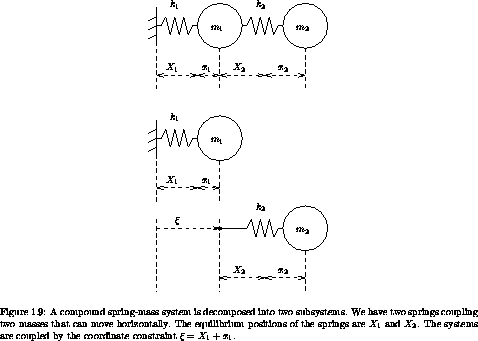 k₁ k₂
m₁ m₂
X₁ x₁ X₂ x₂
k₁
m₁
X₁ x₁
k₂
ξ m₂
X₂ x₂
Figure 1.9: A compound spring-mass system is decomposed into two subsystems. We have two springs coupling
two masses that can move horizontally. The equilibrium positions of the springs are X₁ and X₂. The systems
are coupled by the coordinate constraint ξ = X₁ + x₁.